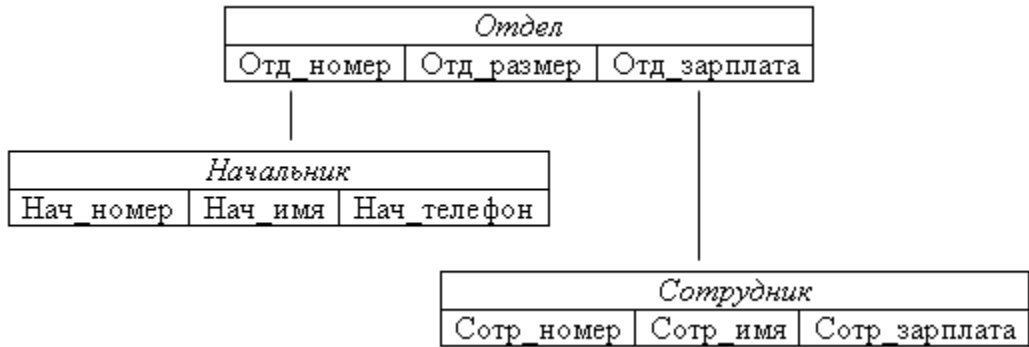 Отдел
Отд_номер Отд_размер Отд_зарплата
Начальник
Нач_номер Нач_имя Нач_телефон
Сотрудник
Сотр_номер Сотр_имя Сотр_зарплата